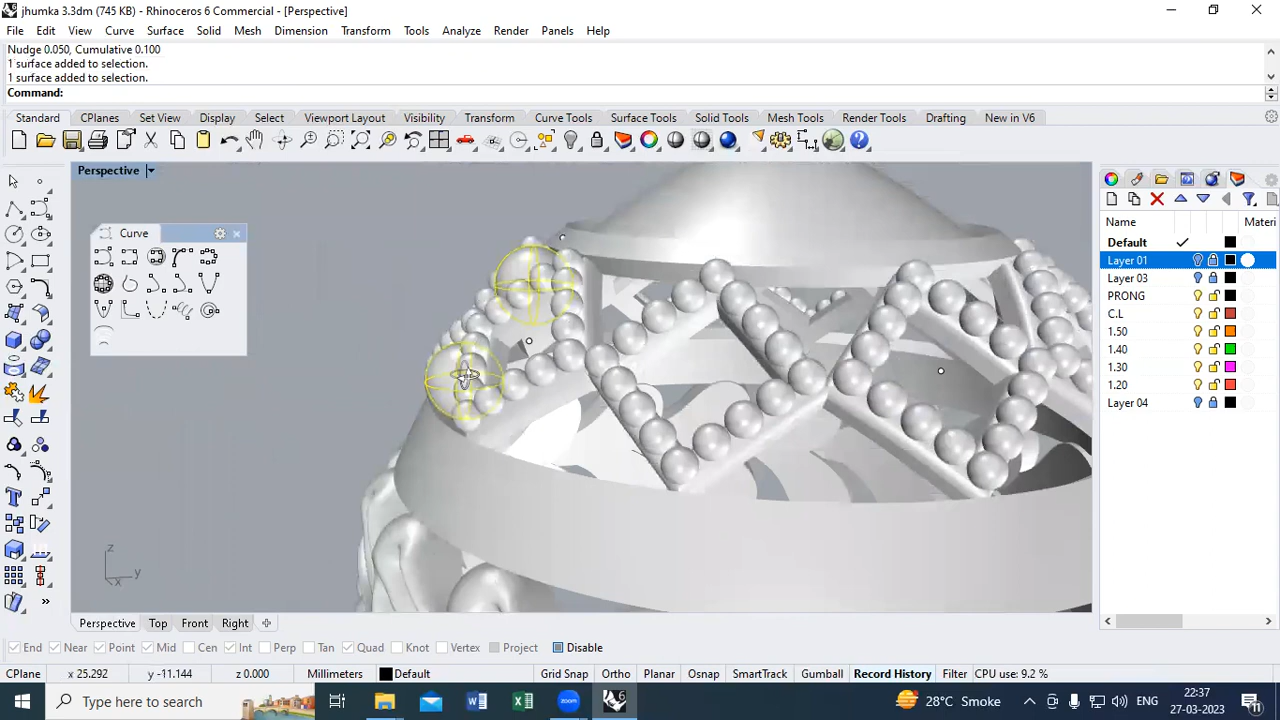 jhumka 3.3dm (745 KB) - Rhinoceros 6 Commercial - [Perspective]
File Edit View Curve Surface Solid Mesh Dimension Transform Tools Analyze Render Panels Help
Nudge 0.050, Cumulative 0.100
1 surface added to selection.
1 surface added to selection.
Command:
Standard CPlanes Set View Display Select Viewport Layout Visibility Transform Curve Tools Surface Tools Solid Tools Mesh Tools Render Tools Drafting New in V6
Perspective
Curve
Name Materi
Default
Layer 01
Layer 03
PRONG
C.L
1.50
1.40
1.30
1.20
Layer 04
z
y
x
Perspective Top Front Right
End Near Point Mid Cen Int Perp Tan Quad Knot Vertex Project Disable
CPlane x 25.292 y -11.144 z 0.000 Millimeters Default Grid Snap Ortho Planar Osnap SmartTrack Gumball Record History Filter CPU use: 9.2 %
Type here to search
28°C Smoke
ENG
22:37
27-03-2023
11